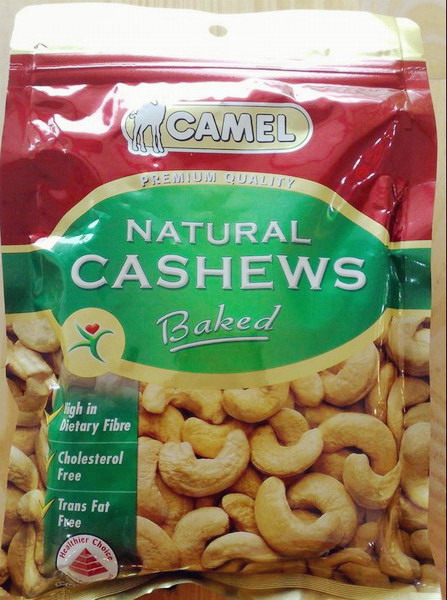 CAMEL
PREMIUM QUALITY
NATURAL
CASHEWS
Baked
High in
Dietary Fibre
Cholesterol
Free
Trans Fat
Free
Healthier Choice